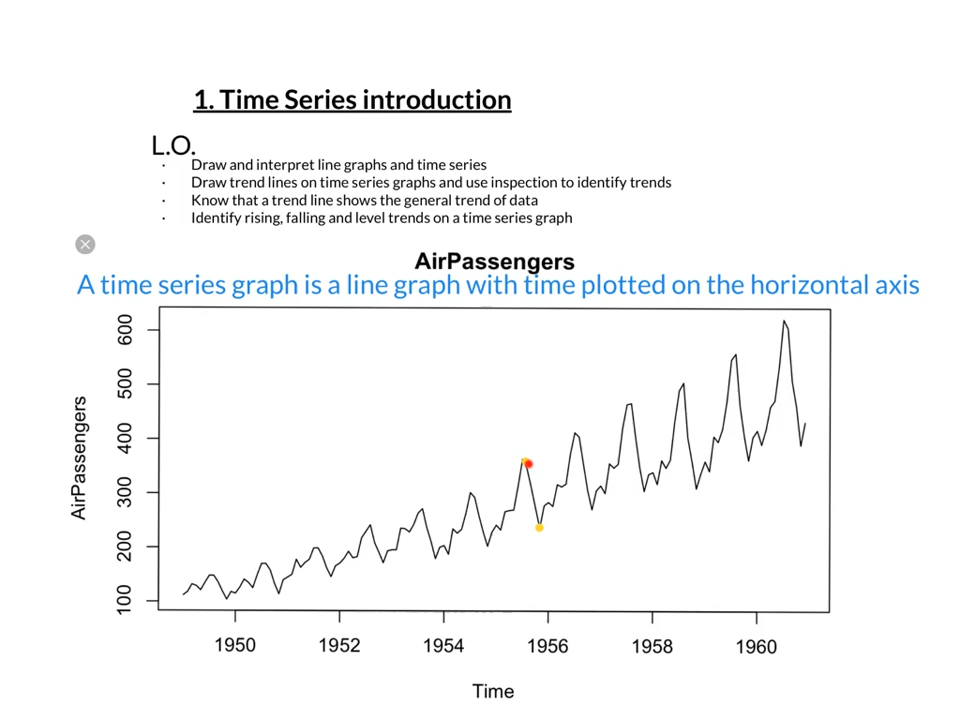 1. Time Series introduction
L.O.
· Draw and interpret line graphs and time series
· Draw trend lines on time series graphs and use inspection to identify trends
· Know that a trend line shows the general trend of data
· Identify rising, falling and level trends on a time series graph
AirPassengers
A time series graph is a line graph with time plotted on the horizontal axis
600
500
400
300
200
100
AirPassengers
1950 1952 1954 1956 1958 1960
Time